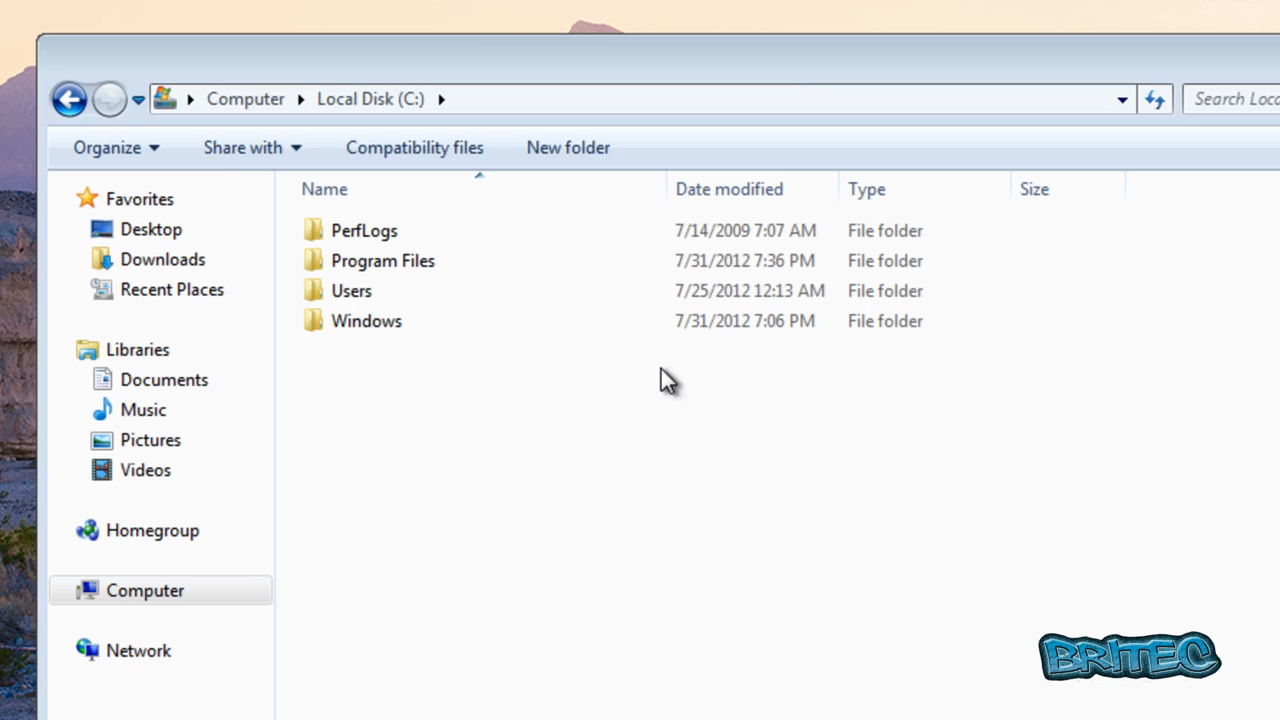 Computer Local Disk (C:)
Search Loca
Organize Share with Compatibility files New folder
Name Date modified Type Size
PerfLogs 7/14/2009 7:07 AM File folder
Program Files 7/31/2012 7:36 PM File folder
Users 7/25/2012 12:13 AM File folder
Windows 7/31/2012 7:06 PM File folder
Favorites
Desktop
Downloads
Recent Places
Libraries
Documents
Music
Pictures
Videos
Homegroup
Computer
Network
BRITEC